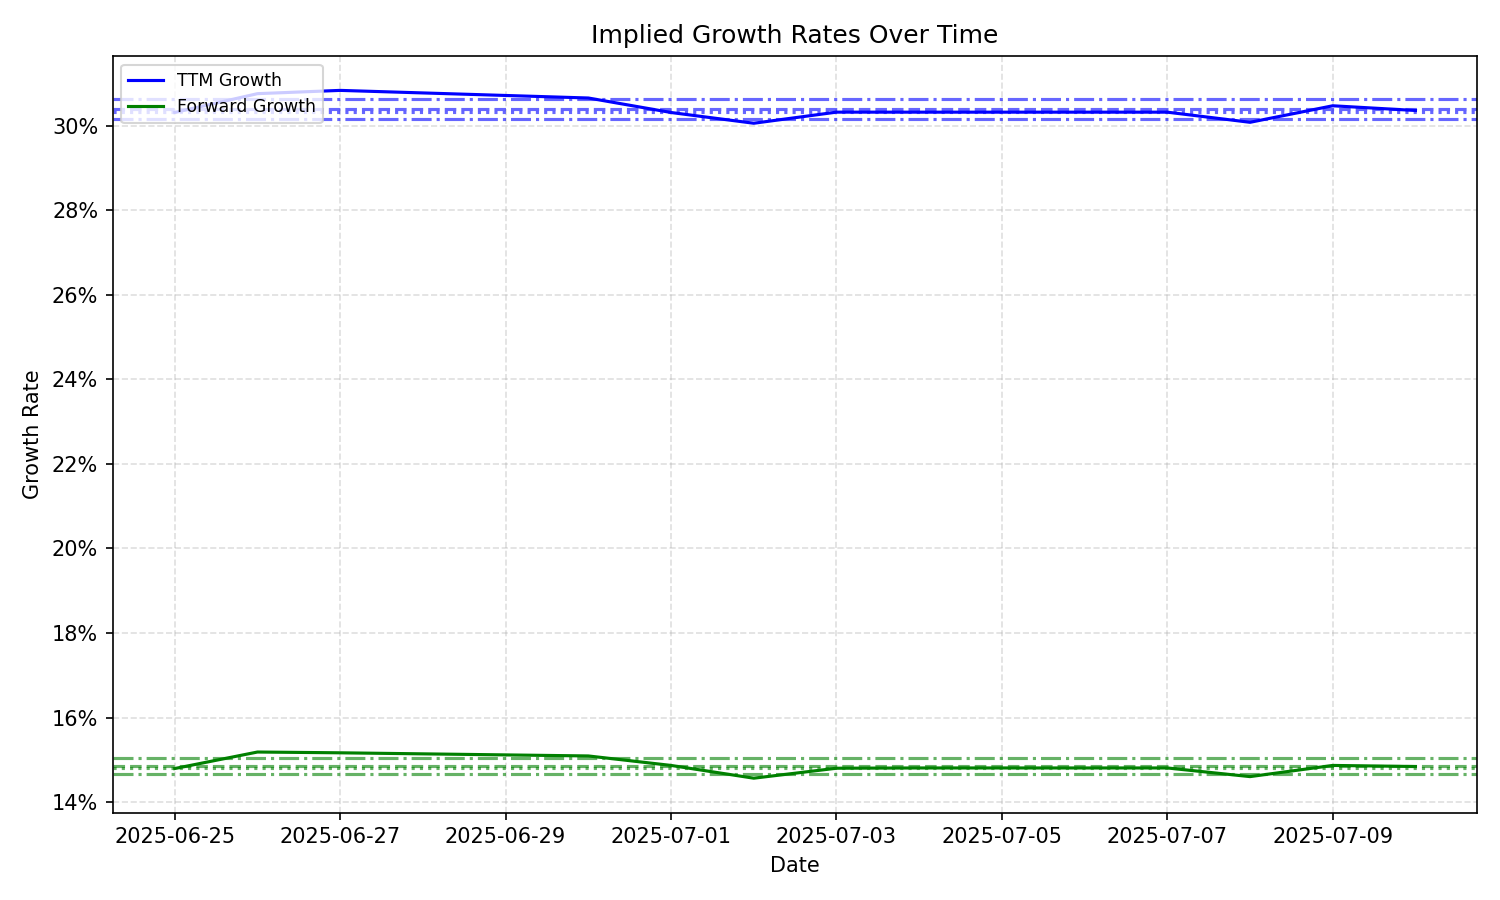 Implied Growth Rates Over Time
TTM Growth
Forward Growth
30%
28%
26%
24%
22%
20%
18%
16%
14%
Growth Rate
2025-06-25 2025-06-27 2025-06-29 2025-07-01 2025-07-03 2025-07-05 2025-07-07 2025-07-09
Date